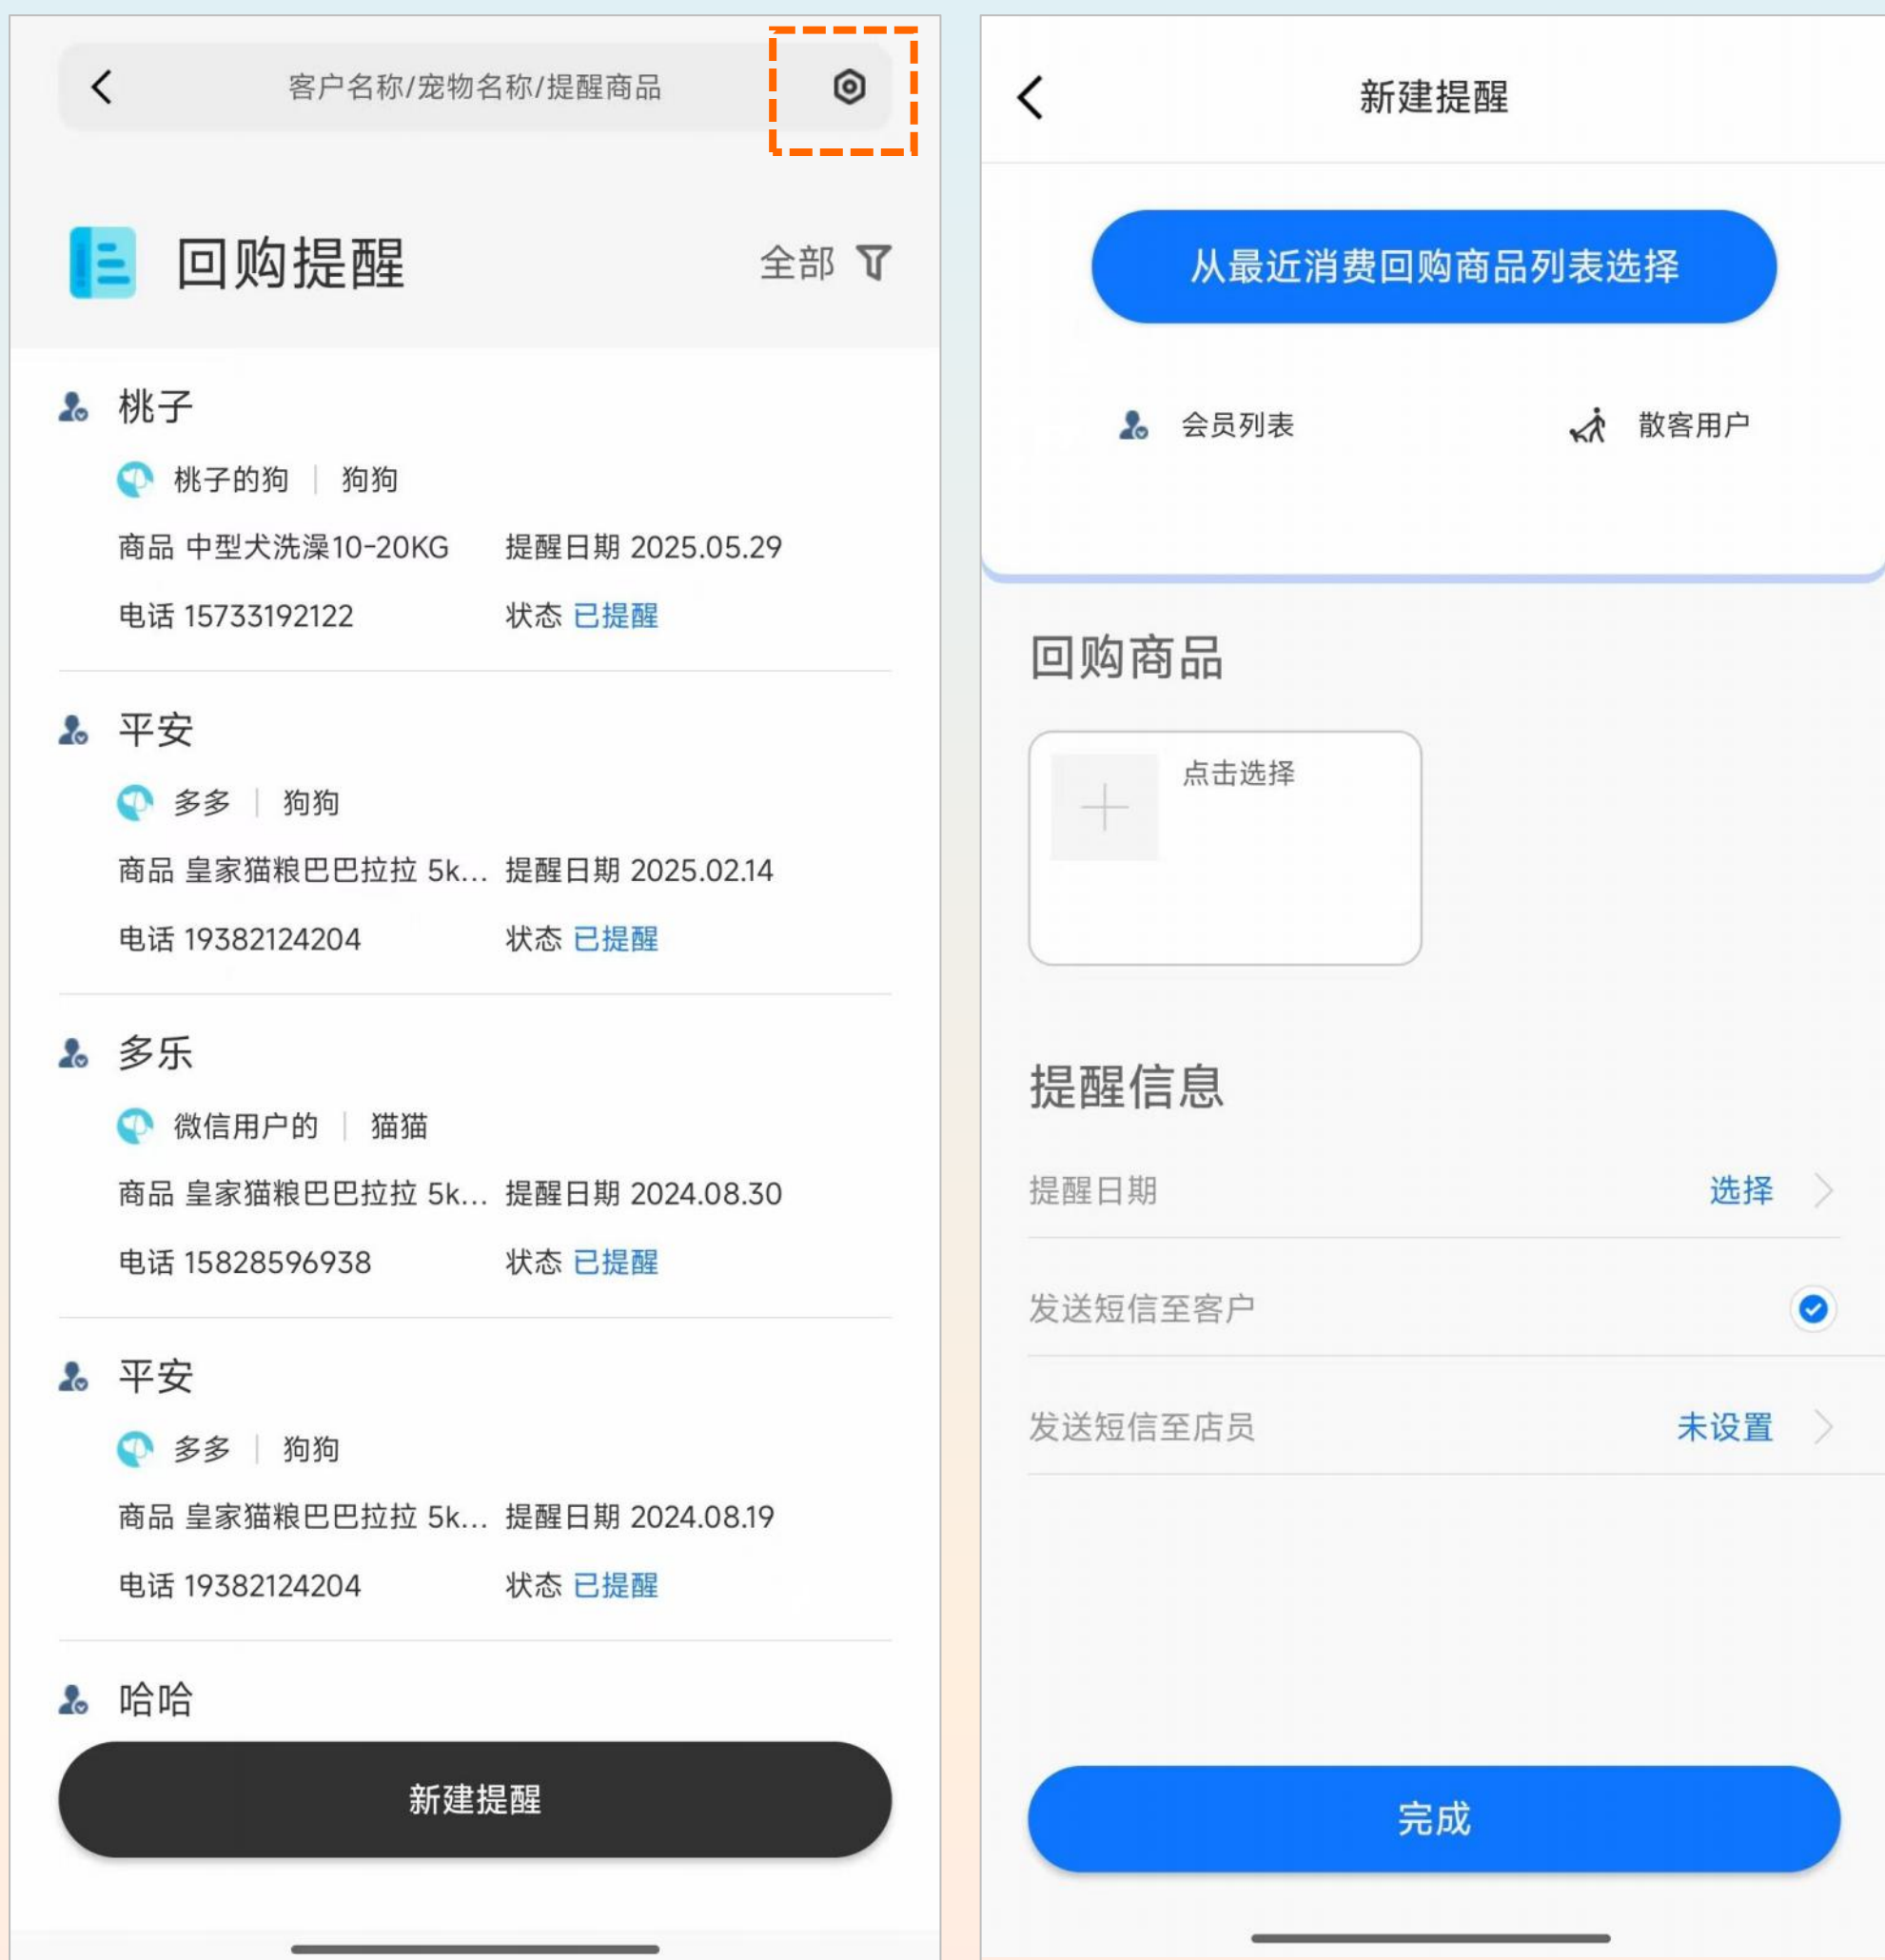 客户名称/宠物名称/提醒商品
回购提醒
全部
桃子
桃子的狗 狗狗
商品 中型犬洗澡10-20KG 提醒日期 2025.05.29
电话 15733192122 状态 已提醒
平安
多多 狗狗
商品 皇家猫粮巴巴拉拉 5k... 提醒日期 2025.02.14
电话 19382124204 状态 已提醒
多乐
微信用户的 猫猫
商品 皇家猫粮巴巴拉拉 5k... 提醒日期 2024.08.30
电话 15828596938 状态 已提醒
平安
多多 狗狗
商品 皇家猫粮巴巴拉拉 5k... 提醒日期 2024.08.19
电话 19382124204 状态 已提醒
哈哈
新建提醒
新建提醒
从最近消费回购商品列表选择
会员列表 散客用户
回购商品
点击选择
提醒信息
提醒日期 选择
发送短信至客户
发送短信至店员 未设置
完成